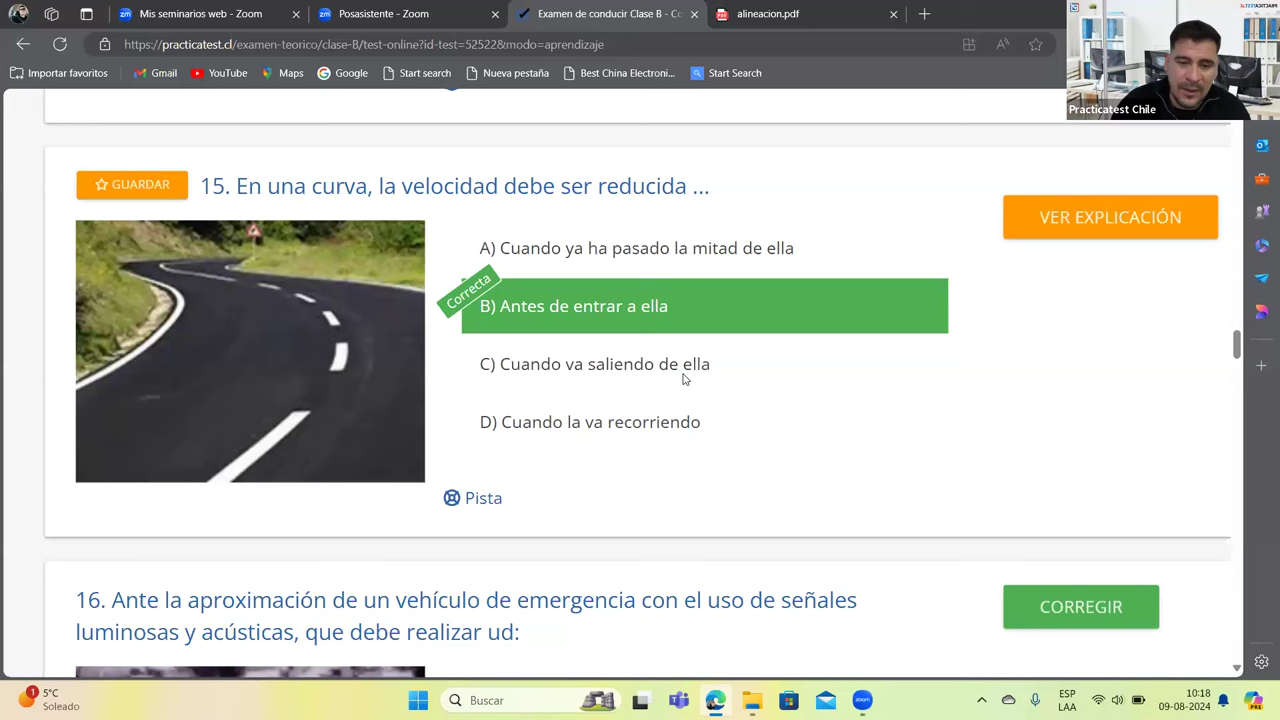 Mis seminarios web - Zoom
Posasistente - Zoom
Examen de conducir Clase B - Co
alineacion.pdf
https://practicatest.cl/examen-teorico/clase-B/test-online?id-test=52522&modo=aprendizaje
Importar favoritos
Gmail
YouTube
Maps
Google
Start search
Nueva pestaña
Best China Electroni...
Start Search
Practicatest Chile
GUARDAR
15. En una curva, la velocidad debe ser reducida ...
VER EXPLICACIÓN
A) Cuando ya ha pasado la mitad de ella
Correcta
B) Antes de entrar a ella
C) Cuando va saliendo de ella
D) Cuando la va recorriendo
Pista
16. Ante la aproximación de un vehículo de emergencia con el uso de señales
luminosas y acústicas, que debe realizar ud:
CORREGIR
1
5°C
Soleado
Buscar
ESP
LAA
10:18
09-08-2024
PRE